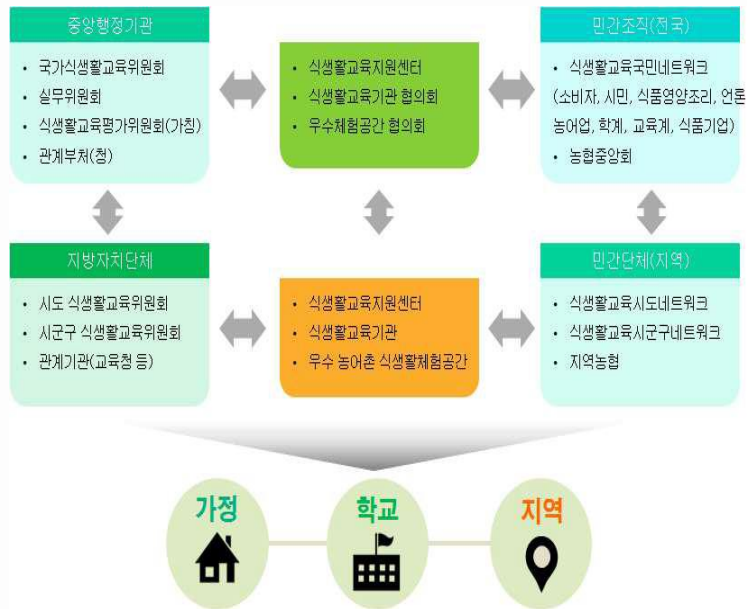 중앙행정기관
• 국가식생활교육위원회
• 실무위원회
• 식생활교육평가위원회(가칭)
• 관계부처(청)
• 식생활교육지원센터
• 식생활교육기관 협의회
• 우수체험공간 협의회
민간조직(전국)
• 식생활교육국민네트워크
(소비자, 시민, 식품영양조리, 언론
농어업, 학계, 교육계, 식품기업)
• 농협중앙회
지방자치단체
• 시도 식생활교육위원회
• 시군구 식생활교육위원회
• 관계기관(교육청 등)
• 식생활교육지원센터
• 식생활교육기관
• 우수 농어촌 식생활체험공간
민간단체(지역)
• 식생활교육시도네트워크
• 식생활교육시군구네트워크
• 지역농협
가정
학교
지역